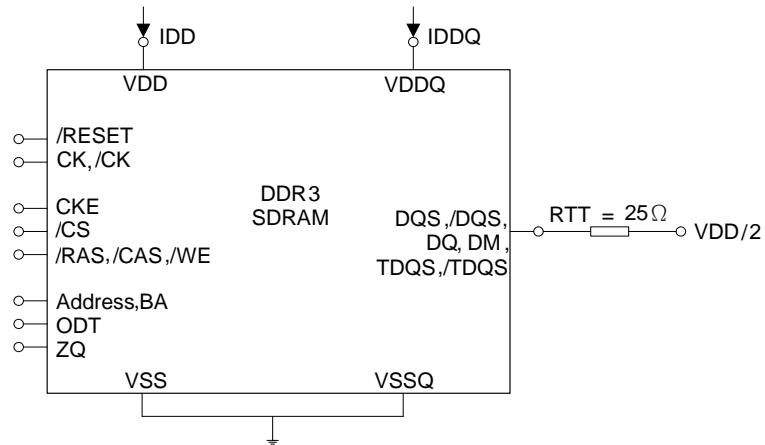 IDD
IDDQ
VDD
VDDQ
/RESET
CK, /CK
DDR3
SDRAM
CKE
/CS
/RAS,/CAS,/WE
DQS,/DQS,
DQ, DM ,
TDQS,/TDQS
RTT = 25Ω
VDD/2
Address,BA
ODT
ZQ
VSS
VSSQ